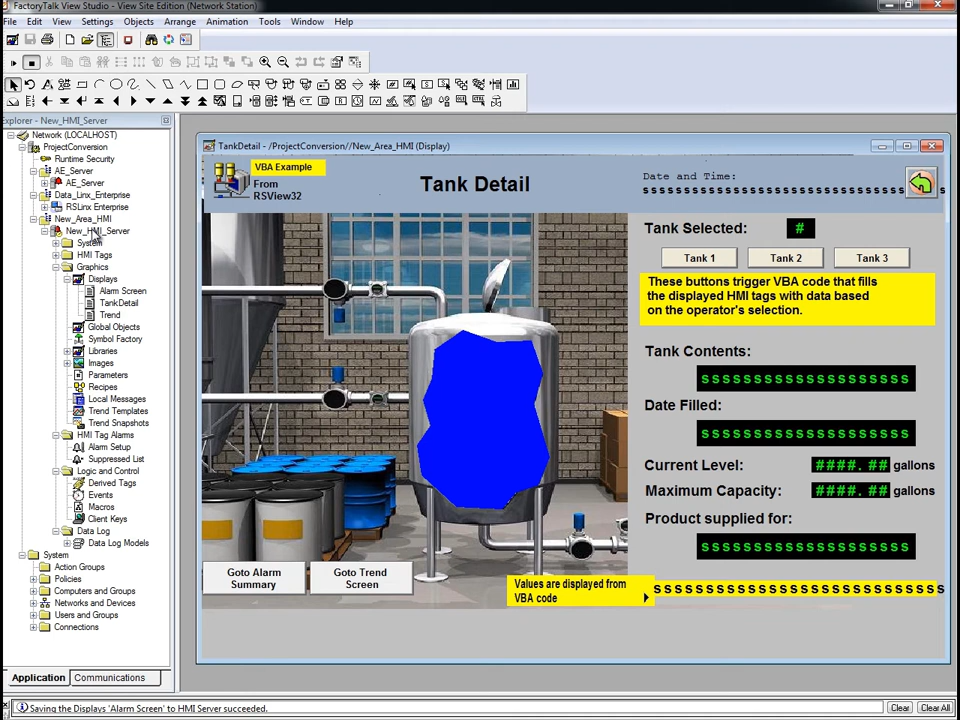 FactoryTalk View Studio - View Site Edition (Network Station)
File Edit View Settings Objects Arrange Animation Tools Window Help
Explorer - New_HMI_Server
Network (LOCALHOST)
ProjectConversion
Runtime Security
AE_Server
AE_Server
Data_Linx_Enterprise
RSLinx Enterprise
New_Area_HMI
New_HMI_Server
System
HMI Tags
Graphics
Displays
Alarm Screen
TankDetail
Trend
Global Objects
Symbol Factory
Libraries
Images
Parameters
Recipes
Local Messages
Trend Templates
Trend Snapshots
HMI Tag Alarms
Alarm Setup
Suppressed List
Logic and Control
Derived Tags
Events
Macros
Client Keys
Data Log
Data Log Models
System
Action Groups
Policies
Computers and Groups
Networks and Devices
Users and Groups
Connections
Application Communications
TankDetail - /ProjectConversion//New_Area_HMI (Display)
VBA Example
From
RSView32
Tank Detail
Date and Time:
sssssssssssssssssssssssssssss
Tank Selected: #
Tank 1 Tank 2 Tank 3
These buttons trigger VBA code that fills
the displayed HMI tags with data based
on the operator's selection.
Tank Contents:
ssssssssssssssssssss
Date Filled:
ssssssssssssssssssss
Current Level: ####.## gallons
Maximum Capacity: ####.## gallons
Product supplied for:
ssssssssssssssssssss
Goto Alarm
Summary
Goto Trend
Screen
Values are displayed from
VBA code
ssssssssssssssssssssssssssss
Saving the Displays 'Alarm Screen' to HMI Server succeeded.
Clear Clear All